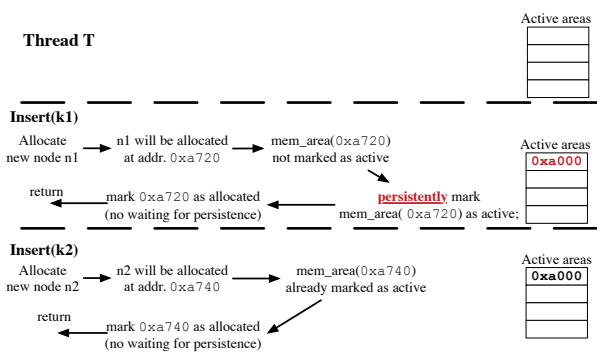 Active areas
Thread T
Insert(k1)
Allocate
new node n1
n1 will be allocated
at addr. 0xa720
mem_area(0xa720)
not marked as active
Active areas
0xa000
return
mark 0xa720 as allocated
(no waiting for persistence)
persistently mark
mem_area( 0xa720) as active;
Insert(k2)
Allocate
new node n2
n2 will be allocated
at addr. 0xa740
mem_area(0xa740)
already marked as active
Active areas
0xa000
return
mark 0xa740 as allocated
(no waiting for persistence)